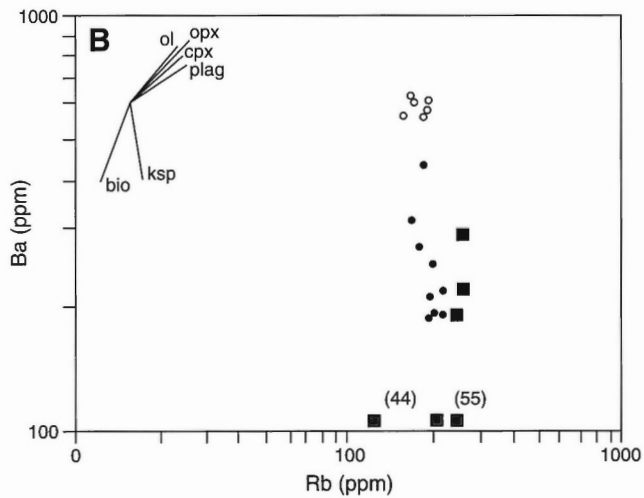 1000
B
ol
opx
cpx
plag
bio
ksp
Ba (ppm)
(44)
(55)
100
0
100
1000
Rb (ppm)